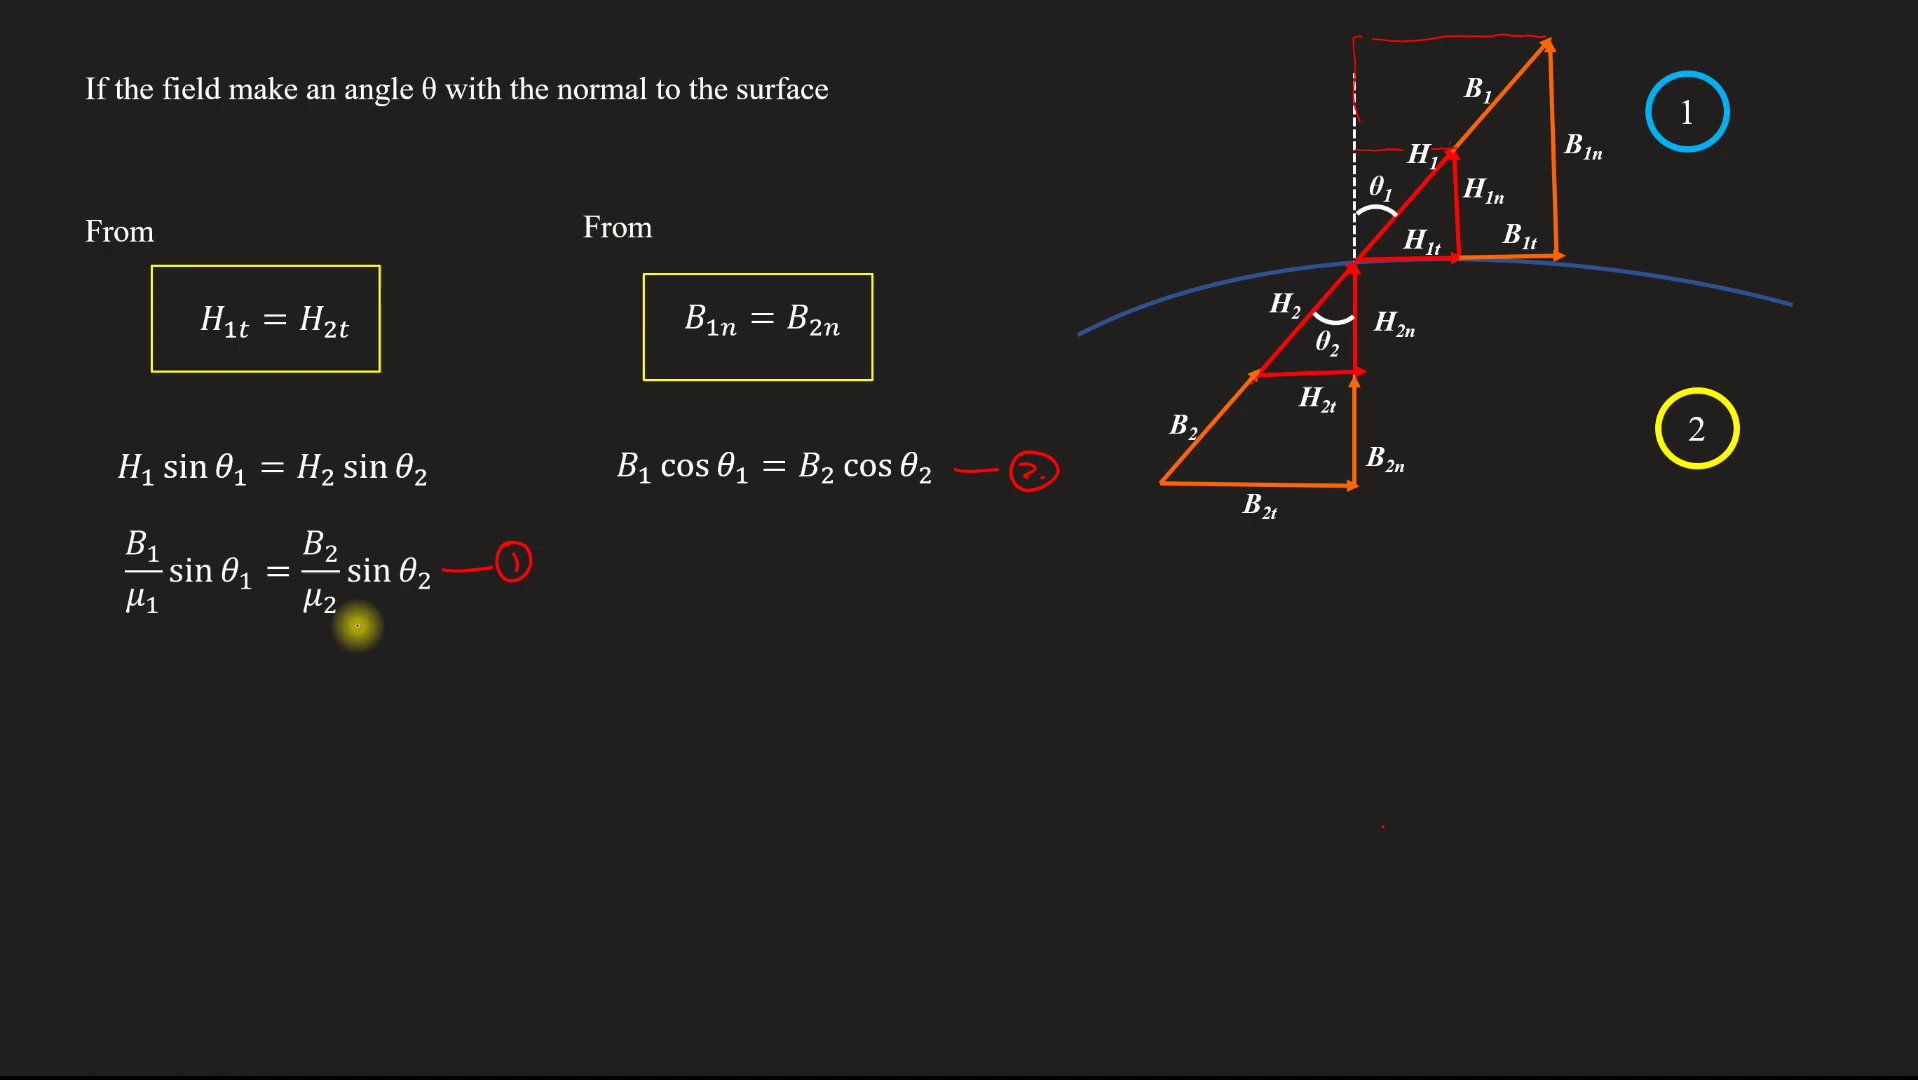 If the field make an angle θ with the normal to the surface
From
H₁ₜ = H₂ₜ
H₁ sin θ₁ = H₂ sin θ₂
B₁/μ₁ sin θ₁ = B₂/μ₂ sin θ₂ — ①
From
B₁ₙ = B₂ₙ
B₁ cos θ₁ = B₂ cos θ₂ — ②
B₁
1
B₁ₙ
H₁
θ₁
H₁ₙ
H₁ₜ
B₁ₜ
H₂
H₂ₙ
θ₂
H₂ₜ
2
B₂
B₂ₙ
B₂ₜ